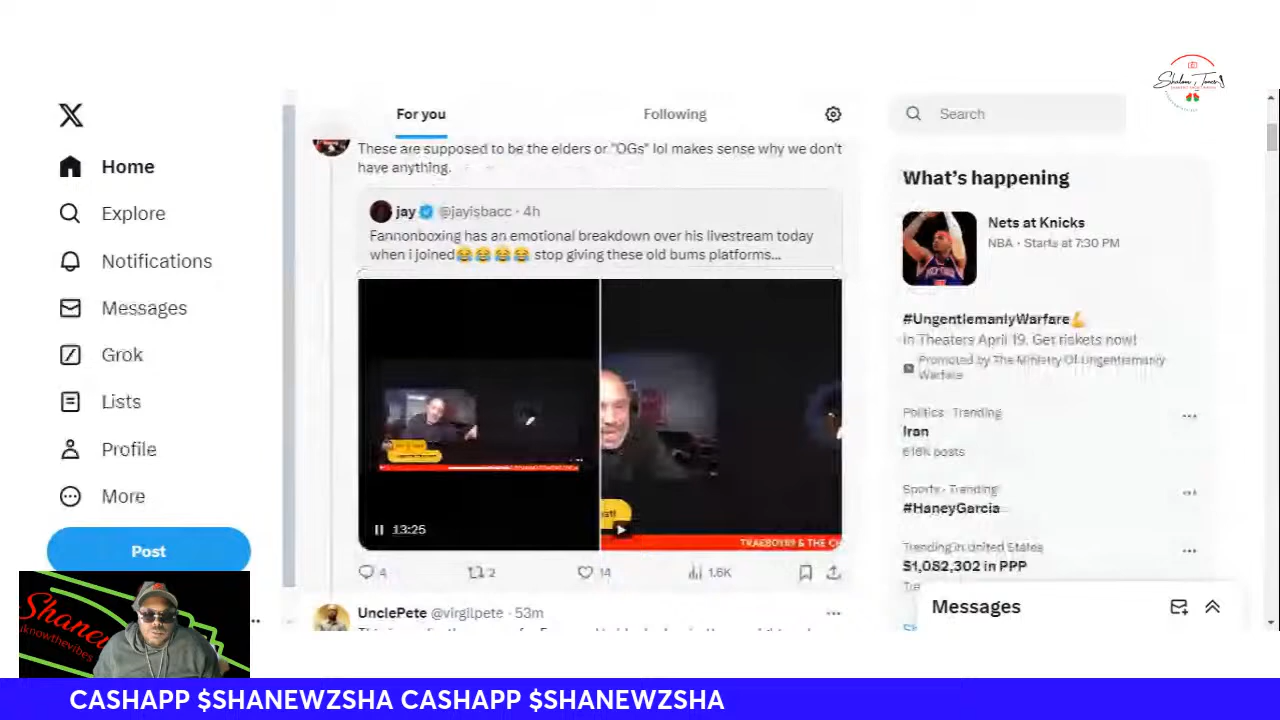 For you
Following
Search
Home
Explore
Notifications
Messages
Grok
Lists
Profile
More
Post
These are supposed to be the elders or "OGs" lol makes sense why we don't
have anything.
jay @jayisbacc · 4h
Fannonboxing has an emotional breakdown over his livestream today
when i joined😂😂😂😂 stop giving these old bums platforms...
13:25
TRAEBOY89 & THE CH
4
2
14
1.6K
UnclePete @virgilpete · 53m
What's happening
Nets at Knicks
NBA · Starts at 7:30 PM
#UngentlemanlyWarfare💪
In Theaters April 19. Get tickets now!
Promoted by The Ministry Of Ungentlemanly
Warfare
Politics · Trending
Iran
616K posts
Sports · Trending
#HaneyGarcia
Trending in United States
$1,082,302 in PPP
Messages
Shane
iknowthevibes
CASHAPP $SHANEWZSHA CASHAPP $SHANEWZSHA